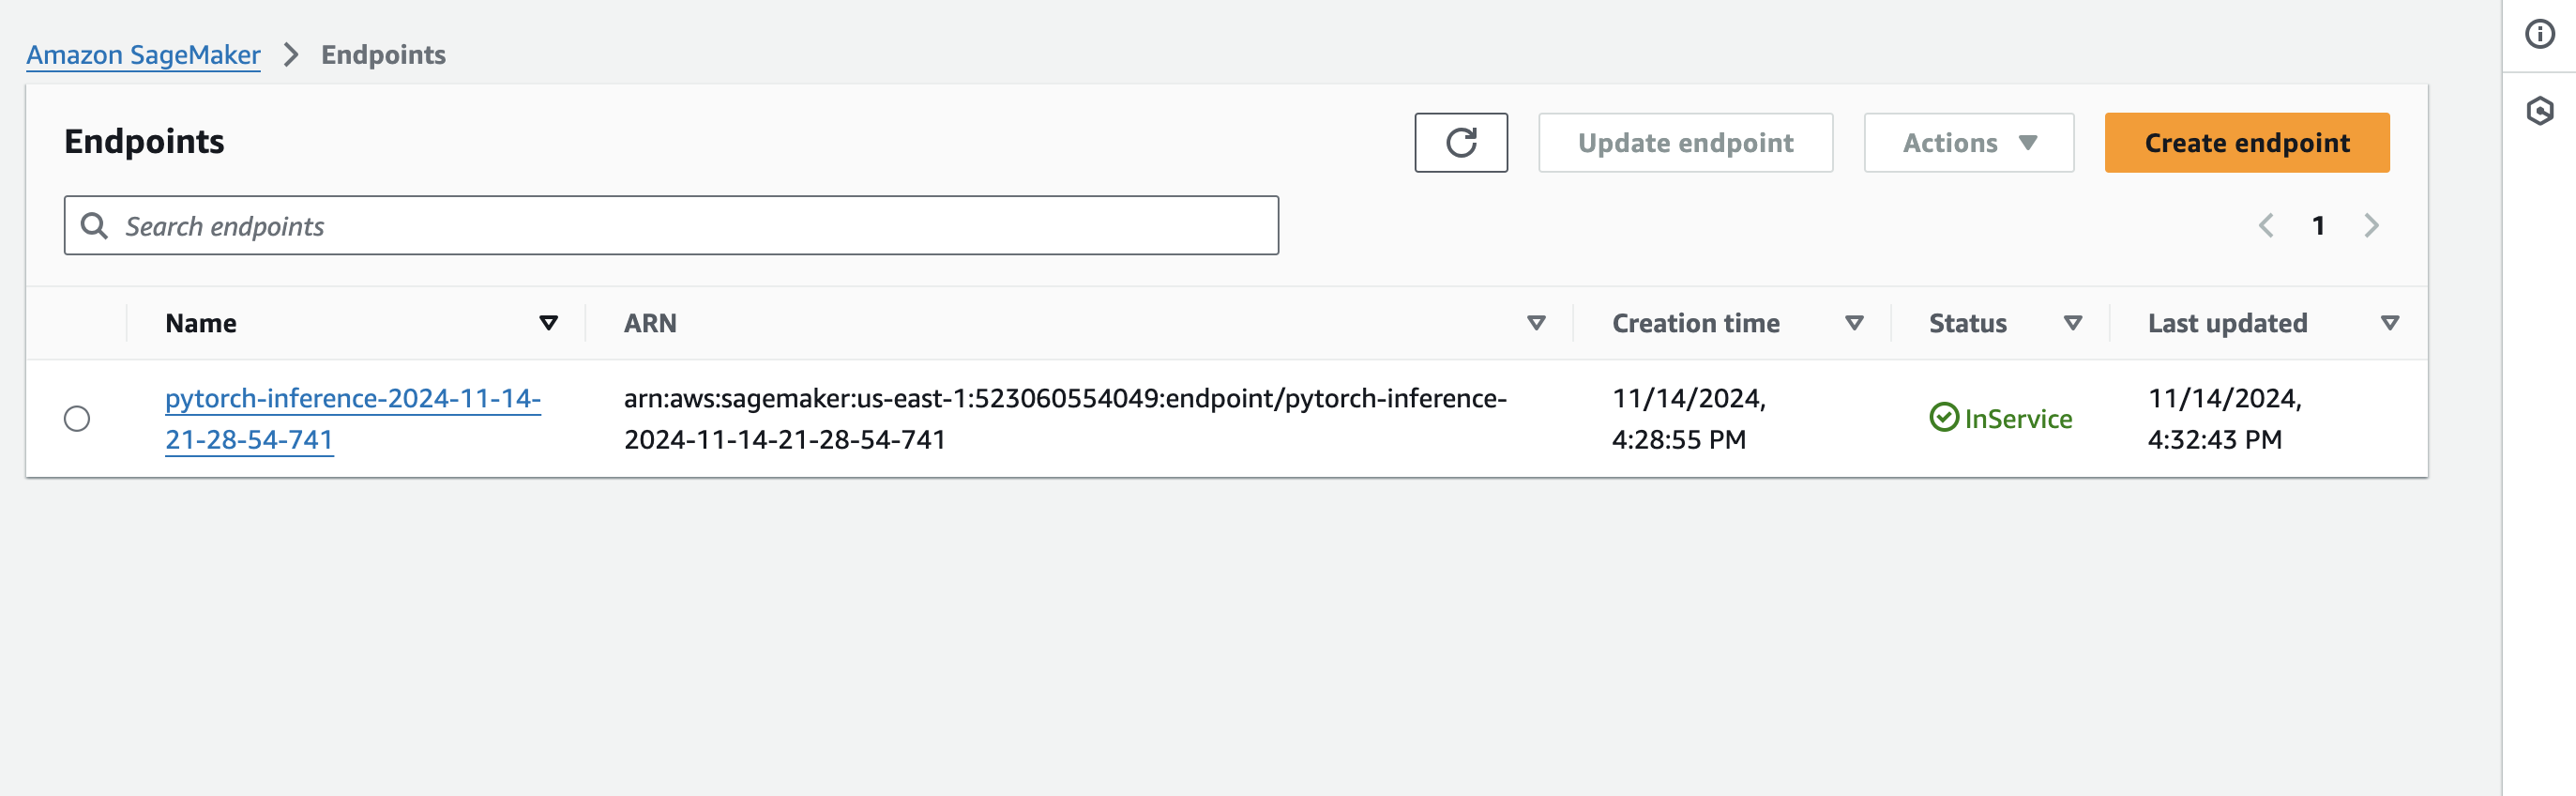 Amazon SageMaker > Endpoints
Endpoints
Update endpoint
Actions
Create endpoint
Search endpoints
1
Name
ARN
Creation time
Status
Last updated
pytorch-inference-2024-11-14-
21-28-54-741
arn:aws:sagemaker:us-east-1:523060554049:endpoint/pytorch-inference-
2024-11-14-21-28-54-741
11/14/2024,
4:28:55 PM
InService
11/14/2024,
4:32:43 PM